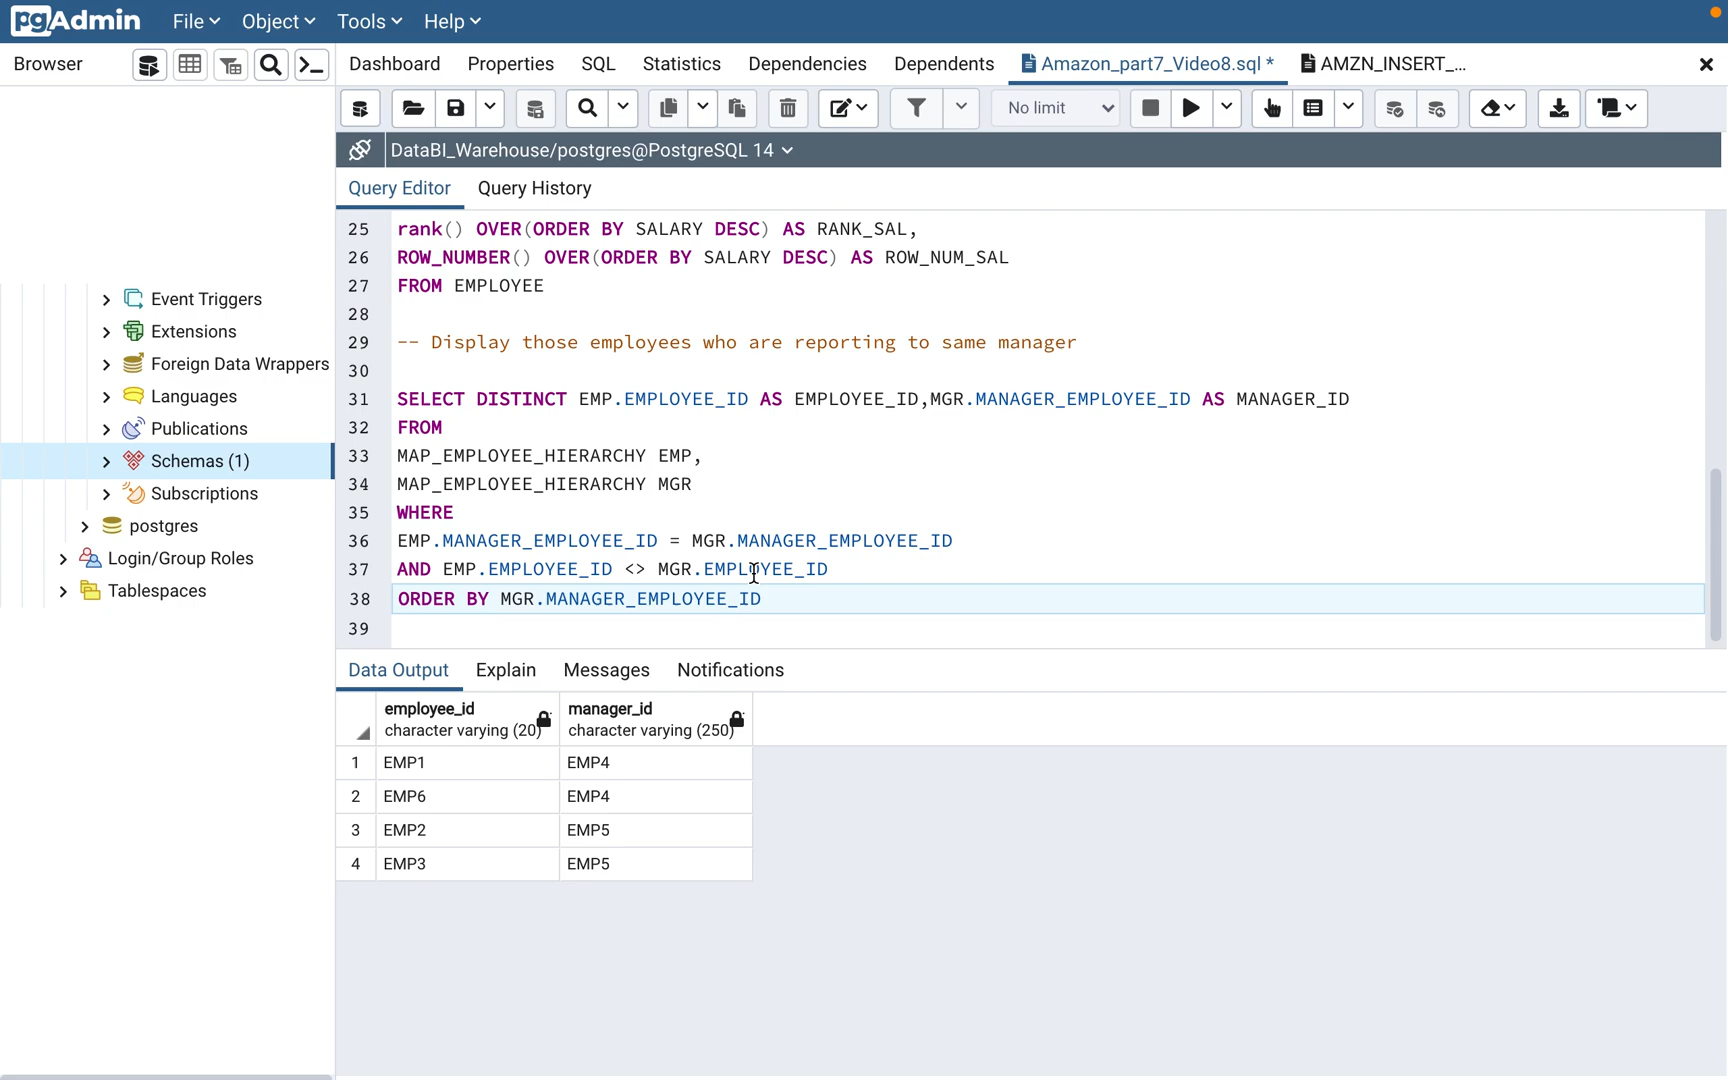 pgAdmin File Object Tools Help
Browser
Dashboard Properties SQL Statistics Dependencies Dependents Amazon_part7_Video8.sql * AMZN_INSERT_...
No limit
DataBI_Warehouse/postgres@PostgreSQL 14
Query Editor Query History
Event Triggers
Extensions
Foreign Data Wrappers
Languages
Publications
Schemas (1)
Subscriptions
postgres
Login/Group Roles
Tablespaces
25 rank() OVER(ORDER BY SALARY DESC) AS RANK_SAL,
26 ROW_NUMBER() OVER(ORDER BY SALARY DESC) AS ROW_NUM_SAL
27 FROM EMPLOYEE
28
29 -- Display those employees who are reporting to same manager
30
31 SELECT DISTINCT EMP.EMPLOYEE_ID AS EMPLOYEE_ID,MGR.MANAGER_EMPLOYEE_ID AS MANAGER_ID
32 FROM
33 MAP_EMPLOYEE_HIERARCHY EMP,
34 MAP_EMPLOYEE_HIERARCHY MGR
35 WHERE
36 EMP.MANAGER_EMPLOYEE_ID = MGR.MANAGER_EMPLOYEE_ID
37 AND EMP.EMPLOYEE_ID <> MGR.EMPLOYEE_ID
38 ORDER BY MGR.MANAGER_EMPLOYEE_ID
39
Data Output Explain Messages Notifications
employee_id manager_id
character varying (20) character varying (250)
1 EMP1 EMP4
2 EMP6 EMP4
3 EMP2 EMP5
4 EMP3 EMP5